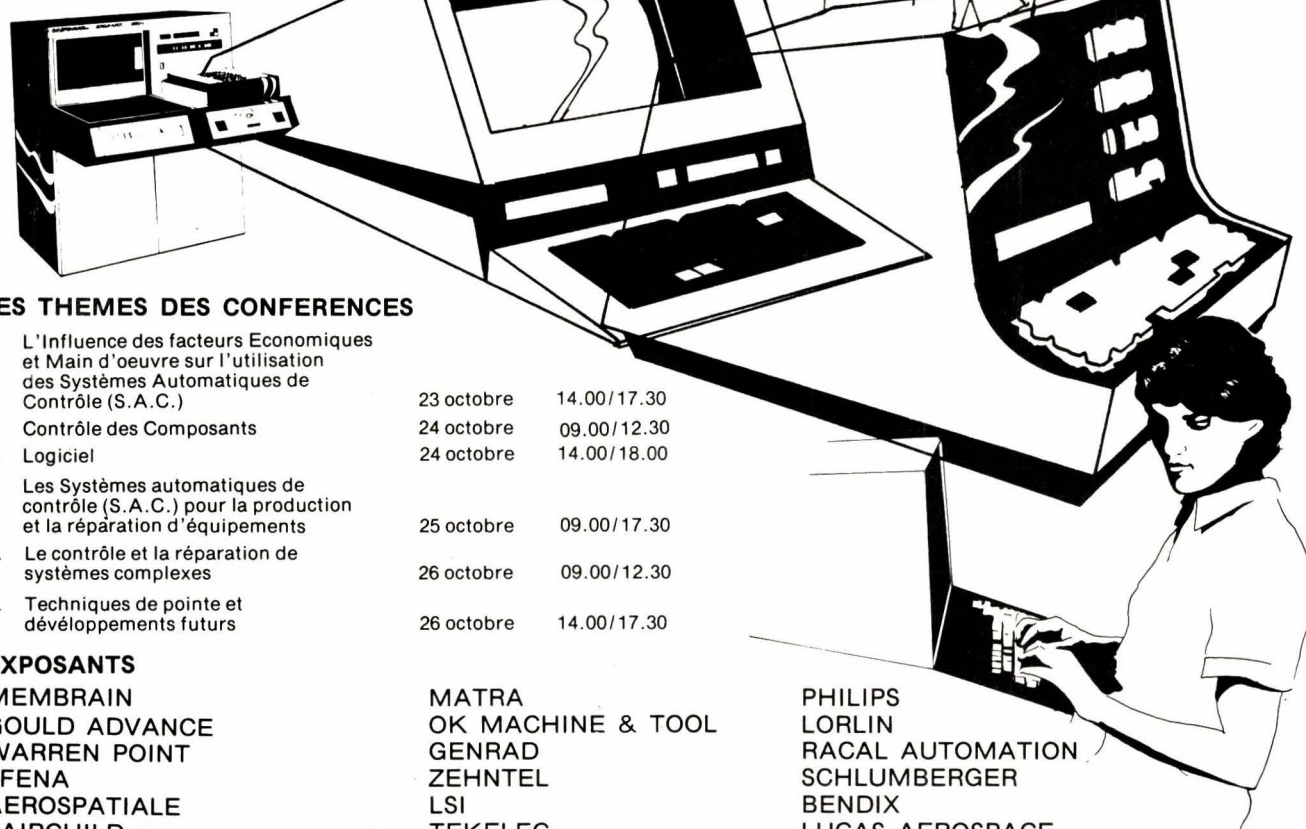 ES THEMES DES CONFERENCES
L'Influence des facteurs Economiques
et Main d'oeuvre sur l'utilisation
des Systèmes Automatiques de
Contrôle (S.A.C.) 23 octobre 14.00/17.30
Contrôle des Composants 24 octobre 09.00/12.30
Logiciel 24 octobre 14.00/18.00
Les Systèmes automatiques de
contrôle (S.A.C.) pour la production
et la réparation d'équipements 25 octobre 09.00/17.30
Le contrôle et la réparation de
systèmes complexes 26 octobre 09.00/12.30
Techniques de pointe et
dévéloppements futurs 26 octobre 14.00/17.30
XPOSANTS
MEMBRAIN MATRA PHILIPS
GOULD ADVANCE OK MACHINE & TOOL LORLIN
WARREN POINT GENRAD RACAL AUTOMATION
FENA ZEHNTEL SCHLUMBERGER
AEROSPATIALE LSI BENDIX
FAIRCHILD TEKELEC LUCAS AEROSPACE